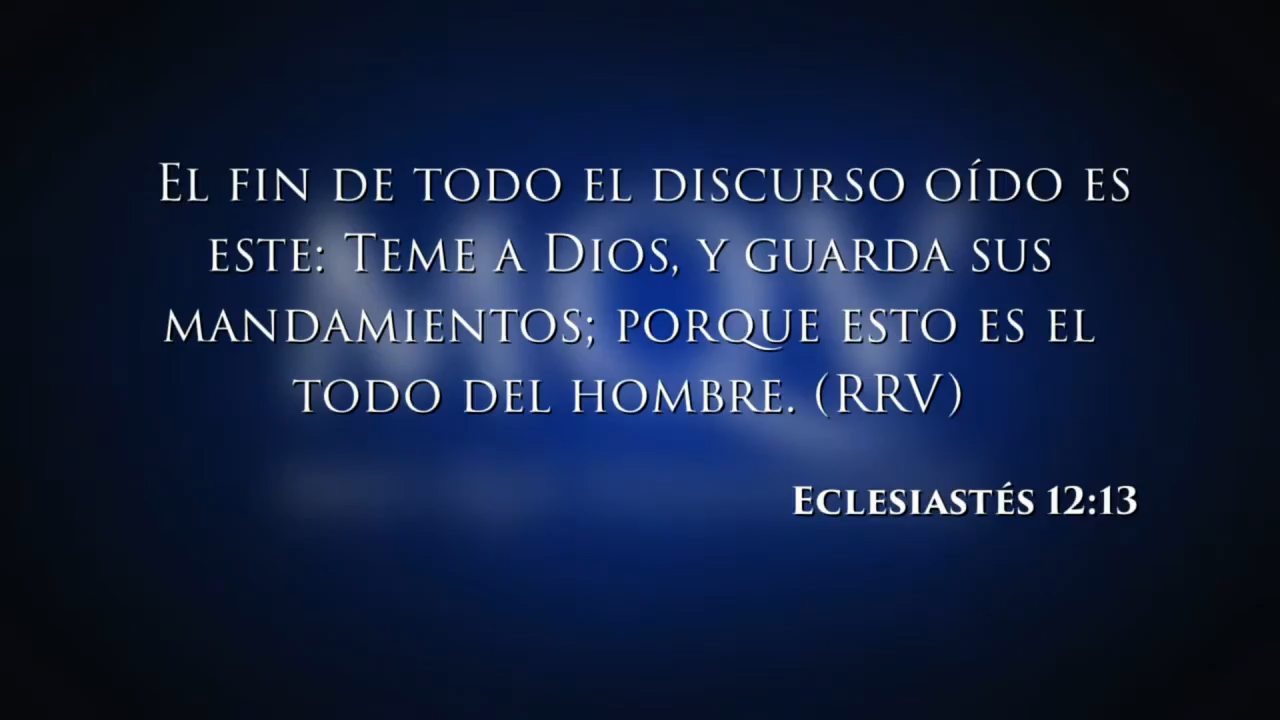 El fin de todo el discurso oído es
este: Teme a Dios, y guarda sus
mandamientos; porque esto es el
todo del hombre. (RRV)
Eclesiastés 12:13